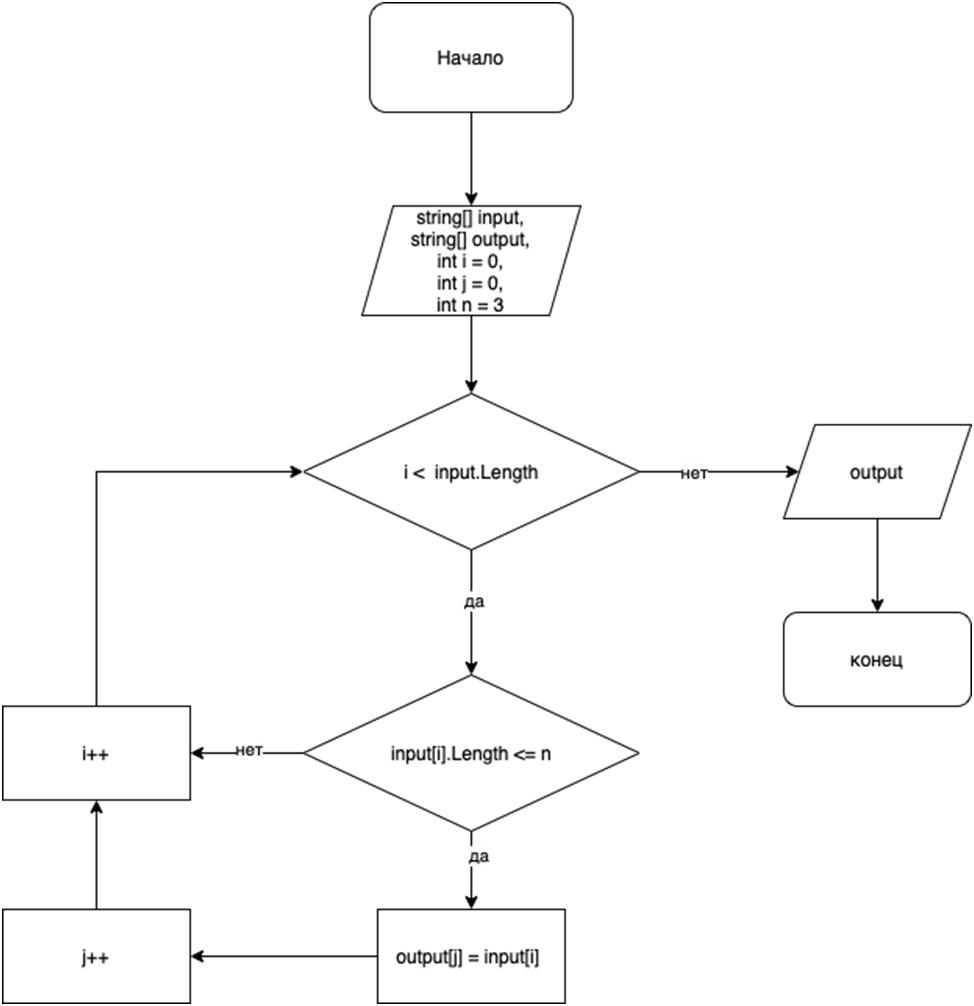 Начало
string[] input,
string[] output,
int i = 0,
int j = 0,
int n = 3
i <  input.Length
нет
output
да
конец
input[i].Length <= n
нет
i++
да
output[j] = input[i]
j++